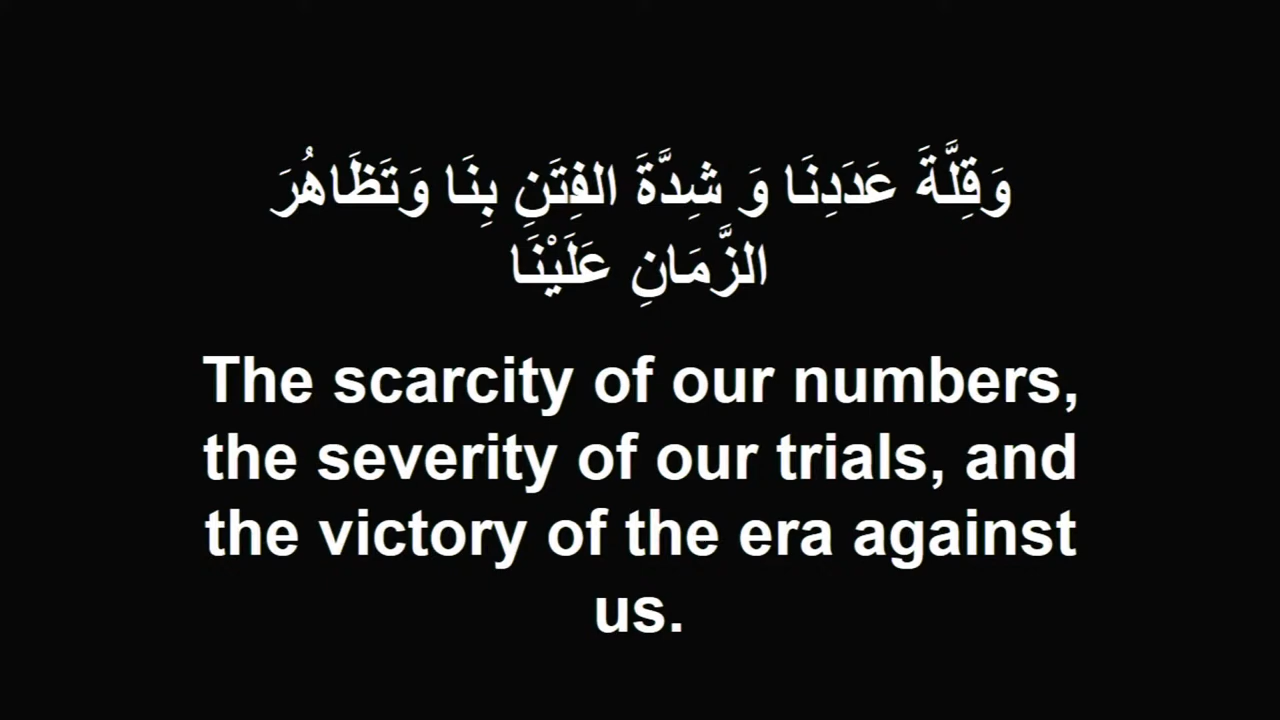 وَقِلَّةَ عَدَدِنَا وَ شِدَّةَ الفِتَنِ بِنَا وَتَظَاهُرَ
الزَّمَانِ عَلَيْنَا
The scarcity of our numbers,
the severity of our trials, and
the victory of the era against
us.